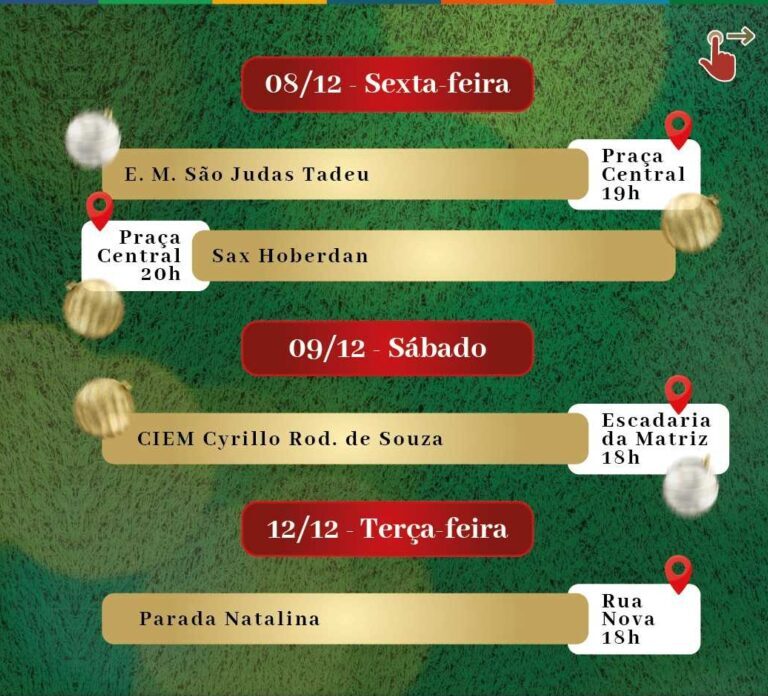 08/12 - Sexta-feira
E. M. São Judas Tadeu
Praça
Central
19h
Praça
Central
20h
Sax Hoberdan
09/12 - Sábado
CIEM Cyrillo Rod. de Souza
Escadaria
da Matriz
18h
12/12 - Terça-feira
Parada Natalina
Rua
Nova
18h